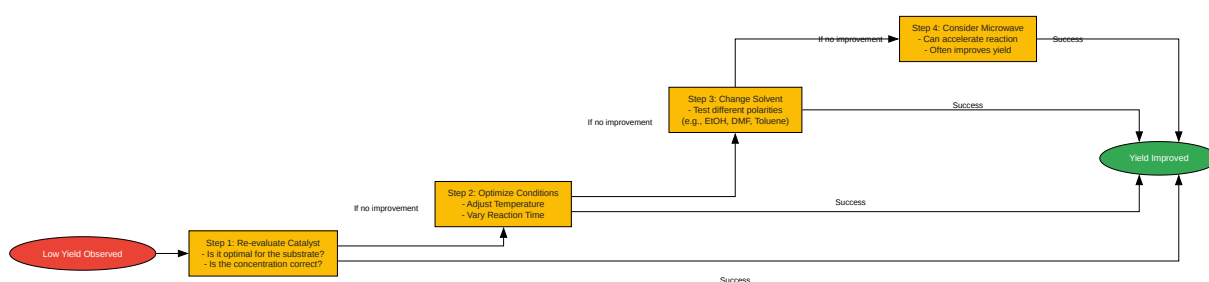 Step 4: Consider Microwave
- Can accelerate reaction
- Often improves yield
If no improvement
Success
Step 3: Change Solvent
- Test different polarities
(e.g., EtOH, DMF, Toluene)
Success
If no improvement
Yield Improved
Step 2: Optimize Conditions
- Adjust Temperature
- Vary Reaction Time
Success
If no improvement
Step 1: Re-evaluate Catalyst
- Is it optimal for the substrate?
- Is the concentration correct?
Low Yield Observed
Success